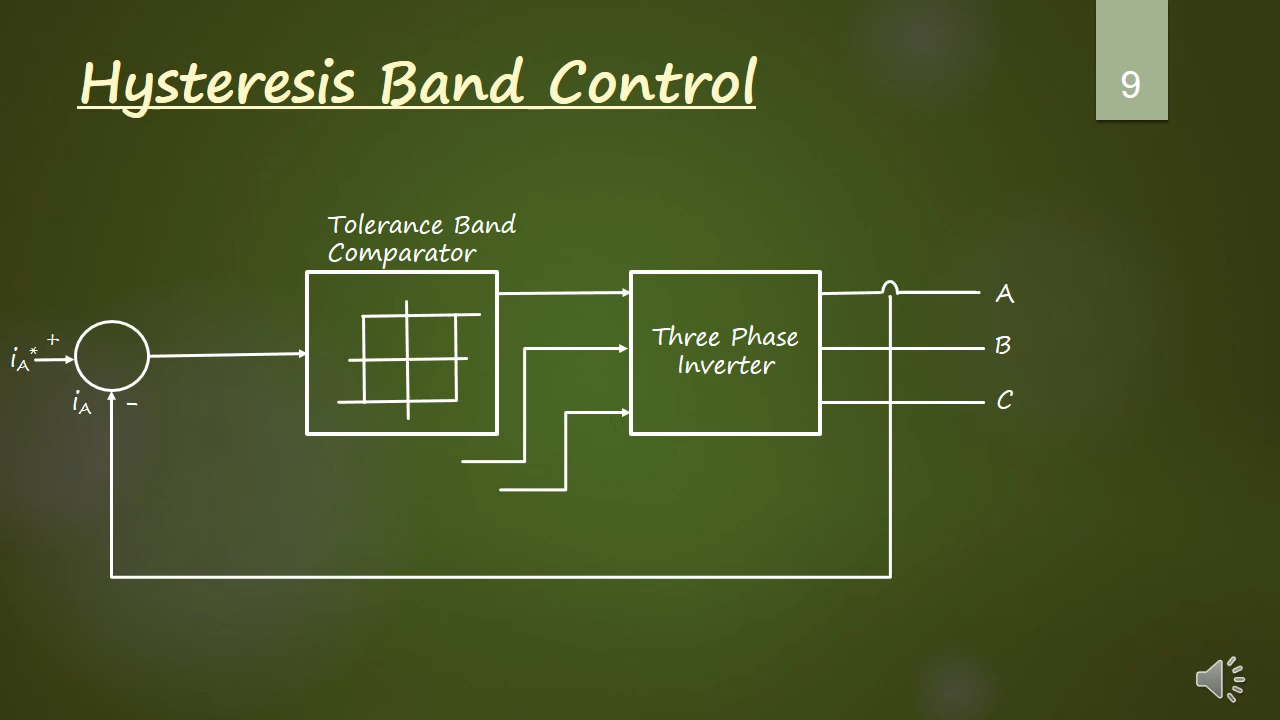 Hysteresis Band Control
9
Tolerance Band
Comparator
iA* +
iA -
Three Phase
Inverter
A
B
C